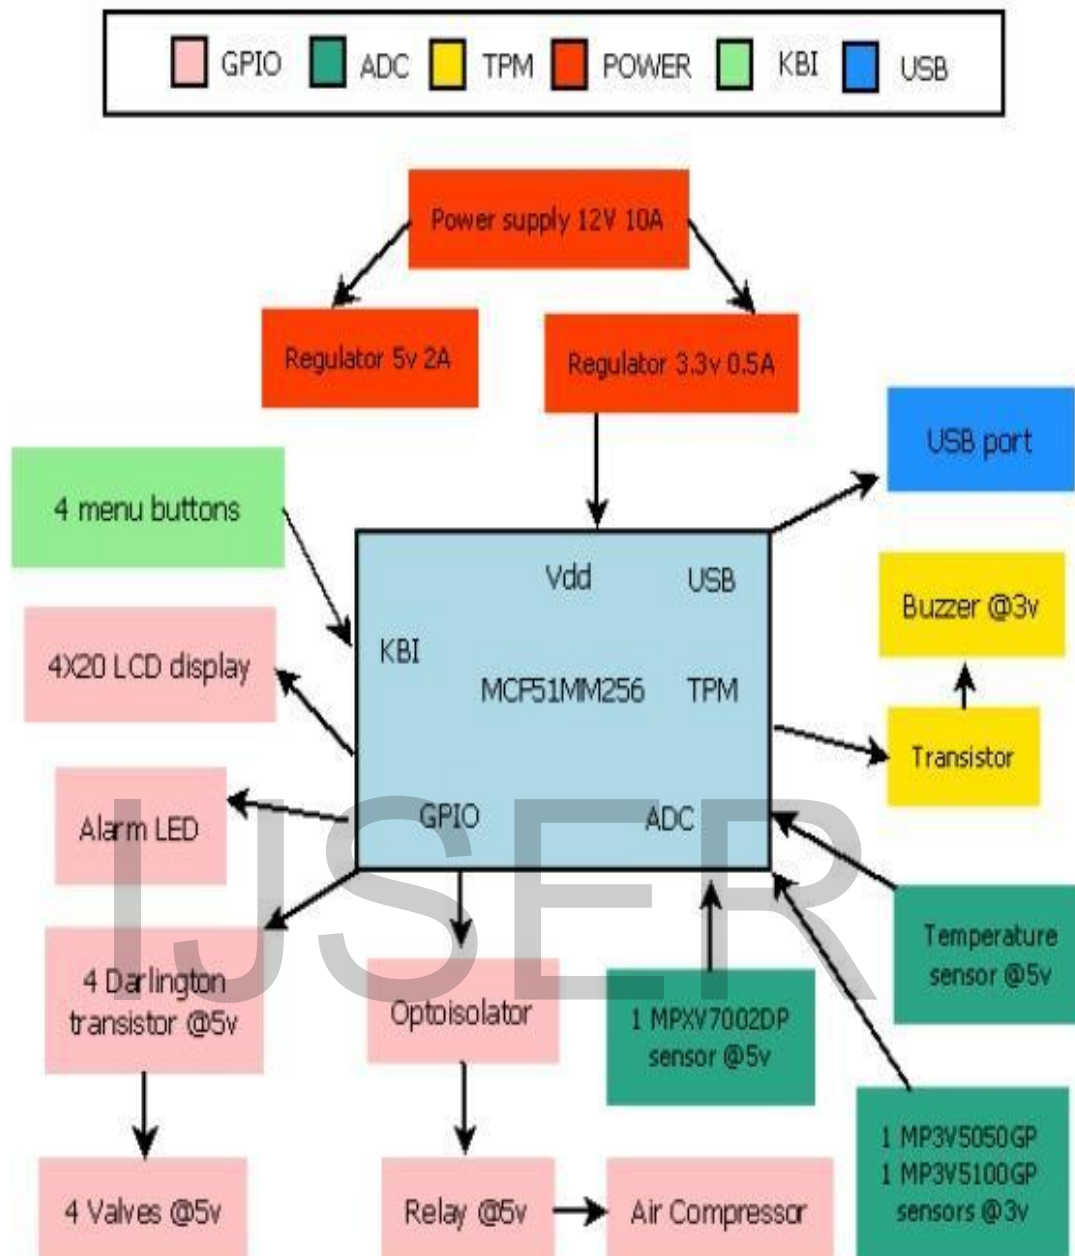 GPIO ADC TPM POWER KBI USB
Power supply 12V 10A
Regulator 5v 2A
Regulator 3.3v 0.5A
USB port
4 menu buttons
Vdd
USB
Buzzer @3v
KBI
4X20 LCD display
MCF51MM256
TPM
Transistor
Alarm LED
GPIO
ADC
IJSER
Temperature
sensor @5v
4 Darlington
transistor @5v
Optoisolator
1 MPXV7002DP
sensor @5v
1 MP3V5050GP
1 MP3V5100GP
sensors @3v
4 Valves @5v
Relay @5v
Air Compressor